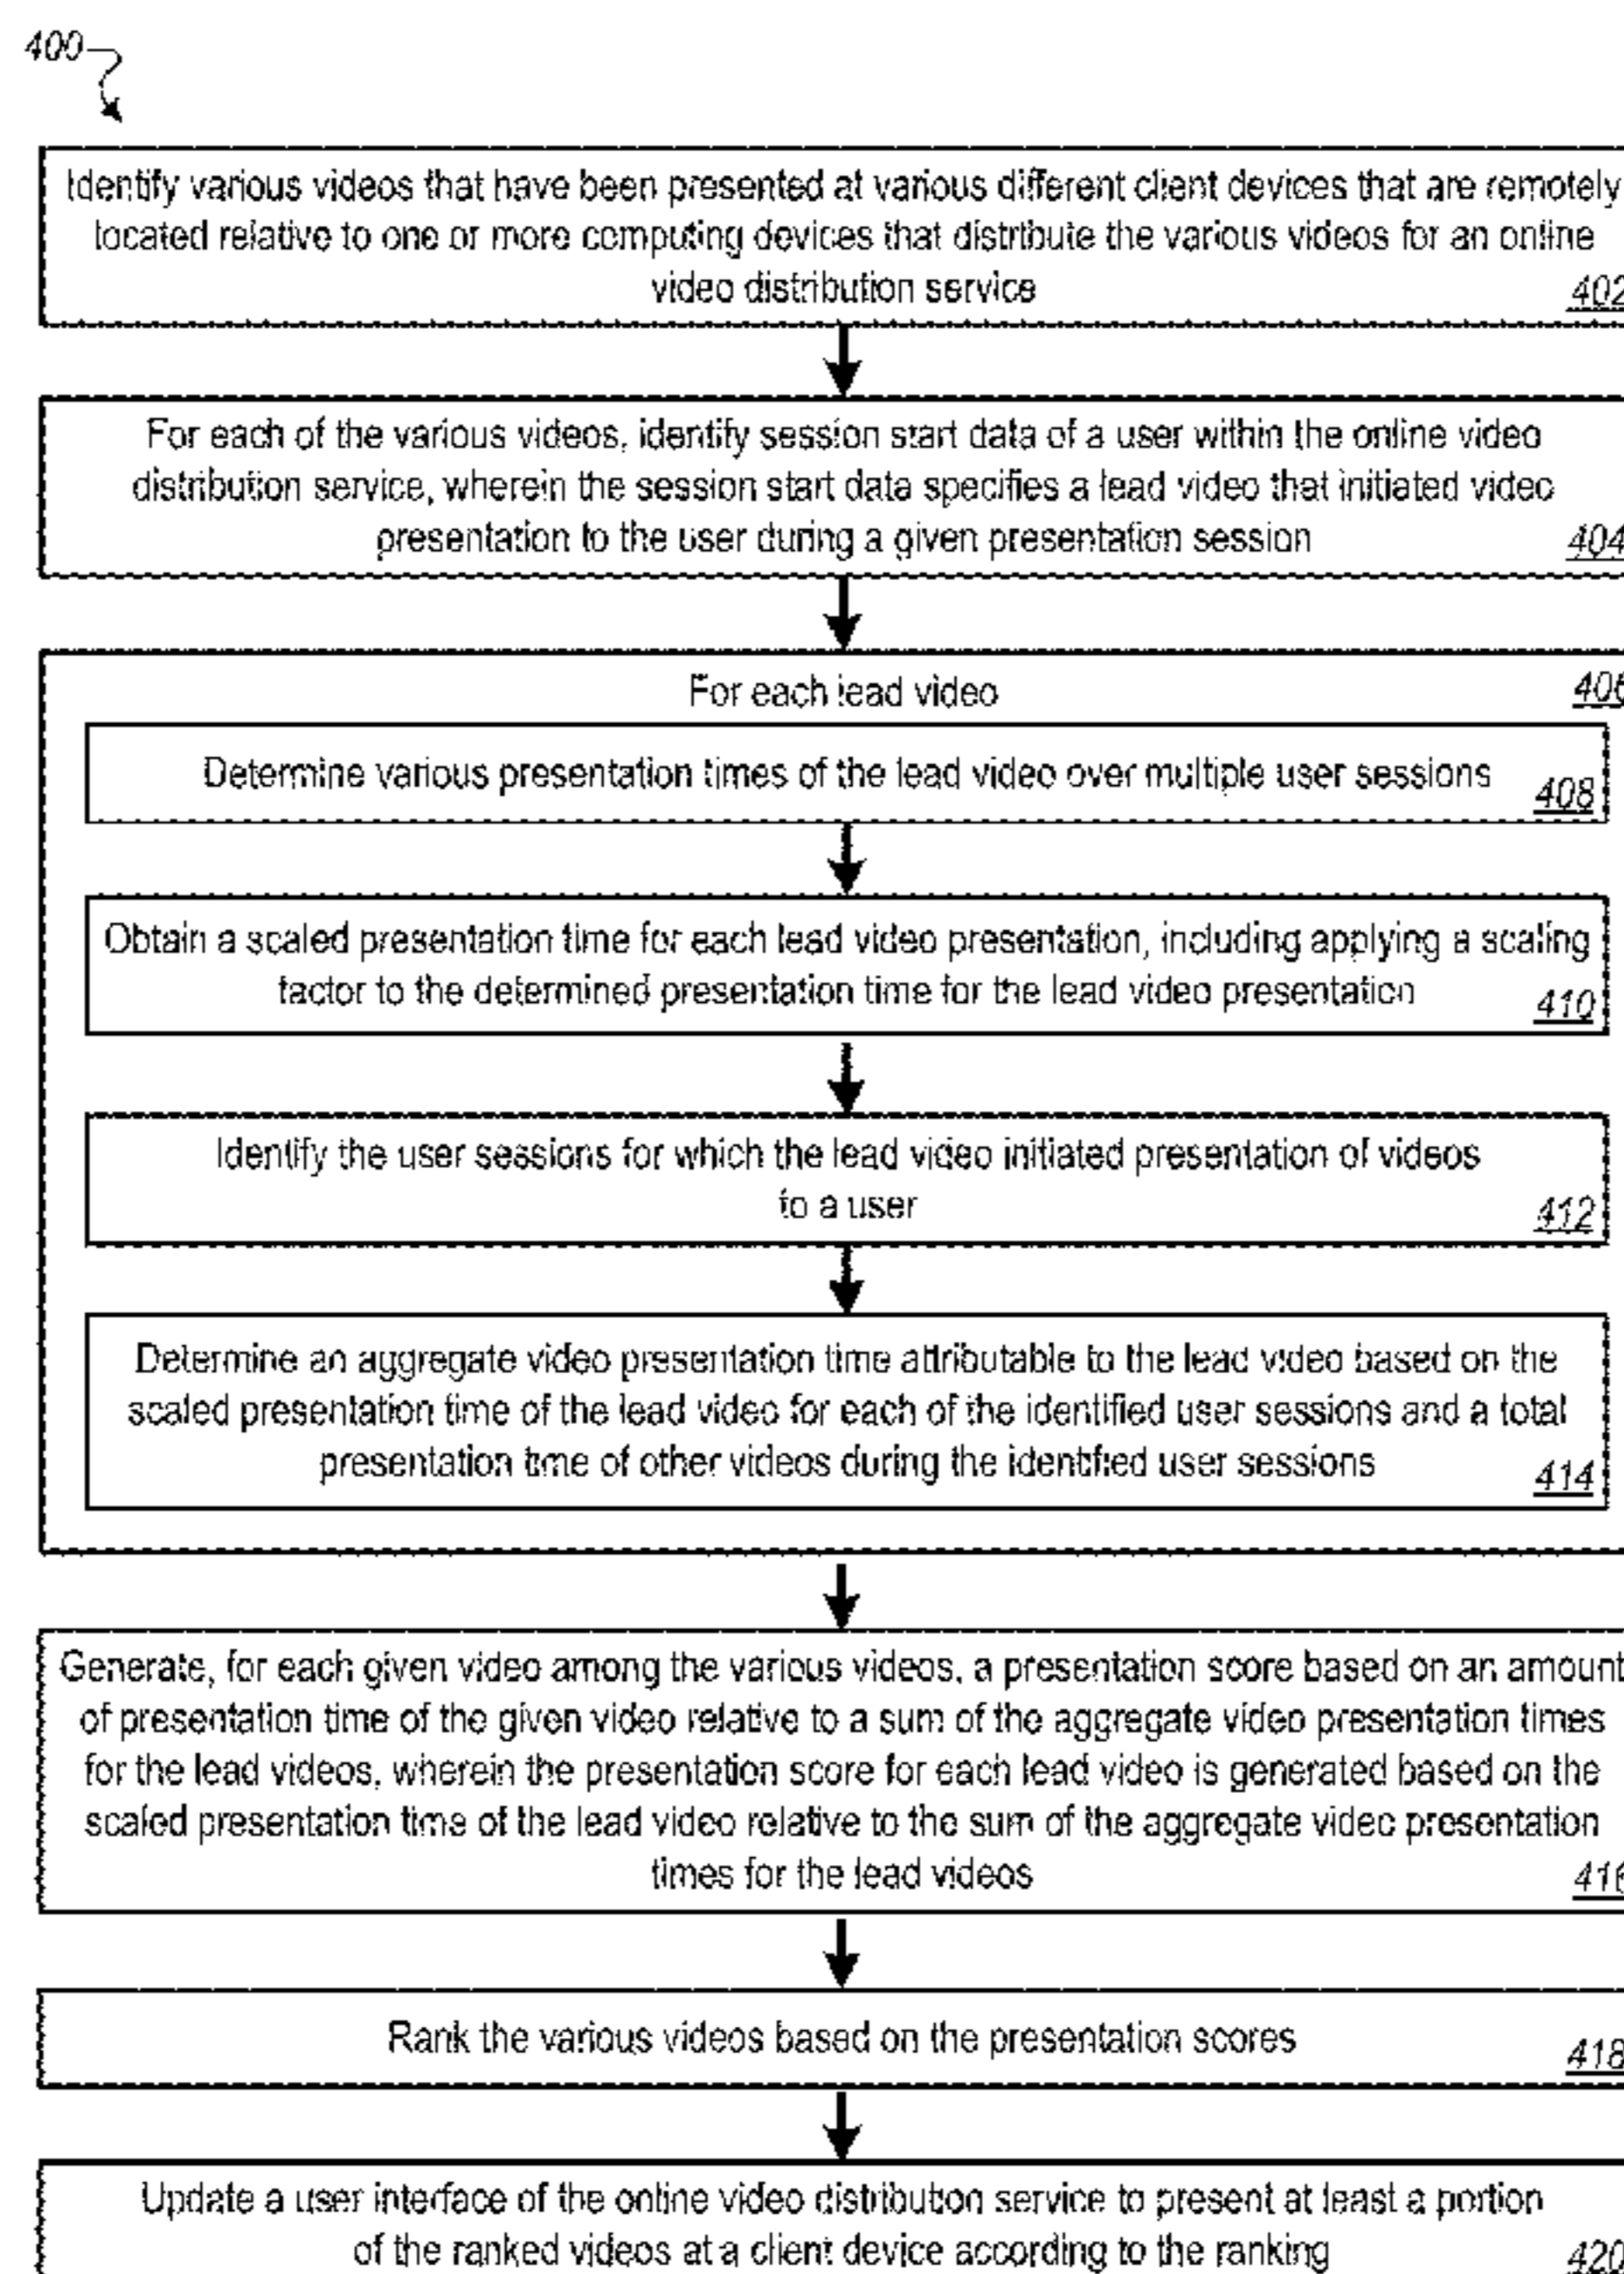 400
Identify various videos that have been presented at various different client devices that are remotely
located relative to one or more computing devices that distribute the various videos for an online
video distribution service
402
For each of the various videos, identify session start data of a user within the online video
distribution service, wherein the session start data specifies a lead video that initiated video
presentation to the user during a given presentation session
404
For each lead video
406
Determine various presentation times of the lead video over multiple user sessions
408
Obtain a scaled presentation time for each lead video presentation, including applying a scaling
factor to the determined presentation time for the lead video presentation
410
Identify the user sessions for which the lead video initiated presentation of videos
to a user
412
Determine an aggregate video presentation time attributable to the lead video based on the
scaled presentation time of the lead video for each of the identified user sessions and a total
presentation time of other videos during the identified user sessions
414
Generate, for each given video among the various videos, a presentation score based on an amount
of presentation time of the given video relative to a sum of the aggregate video presentation times
for the lead videos, wherein the presentation score for each lead video is generated based on the
scaled presentation time of the lead video relative to the sum of the aggregate video presentation
times for the lead videos
416
Rank the various videos based on the presentation scores
418
Update a user interface of the online video distribution service to present at least a portion
of the ranked videos at a client device according to the ranking
420